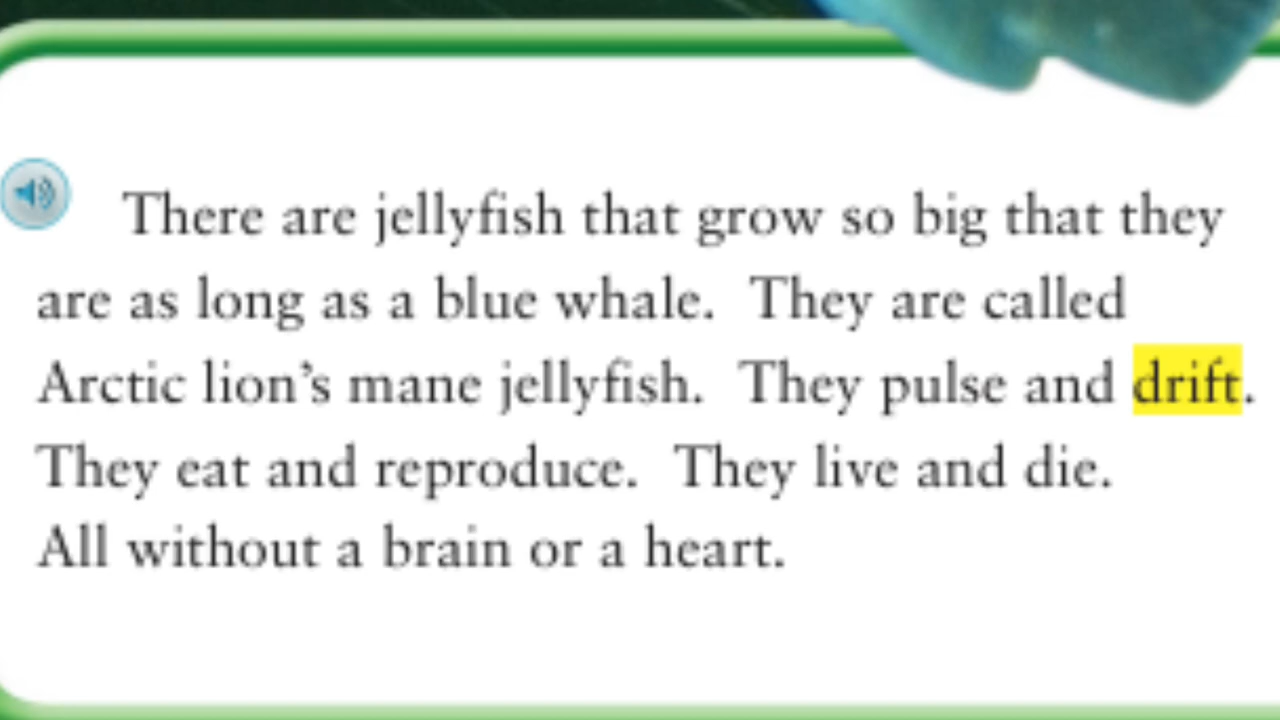 There are jellyfish that grow so big that they
are as long as a blue whale. They are called
Arctic lion's mane jellyfish. They pulse and drift.
They eat and reproduce. They live and die.
All without a brain or a heart.